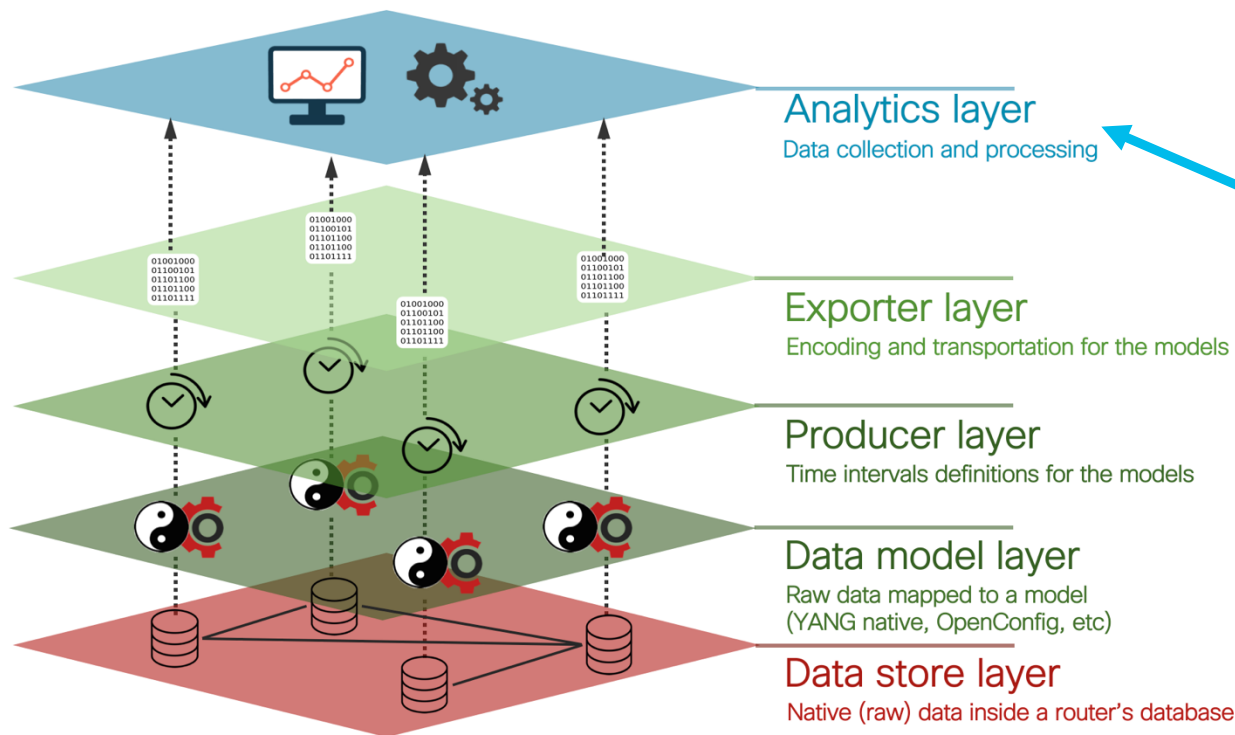 Analytics layer
Data collection and processing
01001000
01100101
01101100
01101100
01101111
01001000
01100101
01101100
01101100
01101111
01001000
01100101
01101100
01101100
01101111
01001000
01100101
01101100
01101100
01101111
Exporter layer
Encoding and transportation for the models
Producer layer
Time intervals definitions for the models
Data model layer
Raw data mapped to a model
(YANG native, OpenConfig, etc)
Data store layer
Native (raw) data inside a router's database